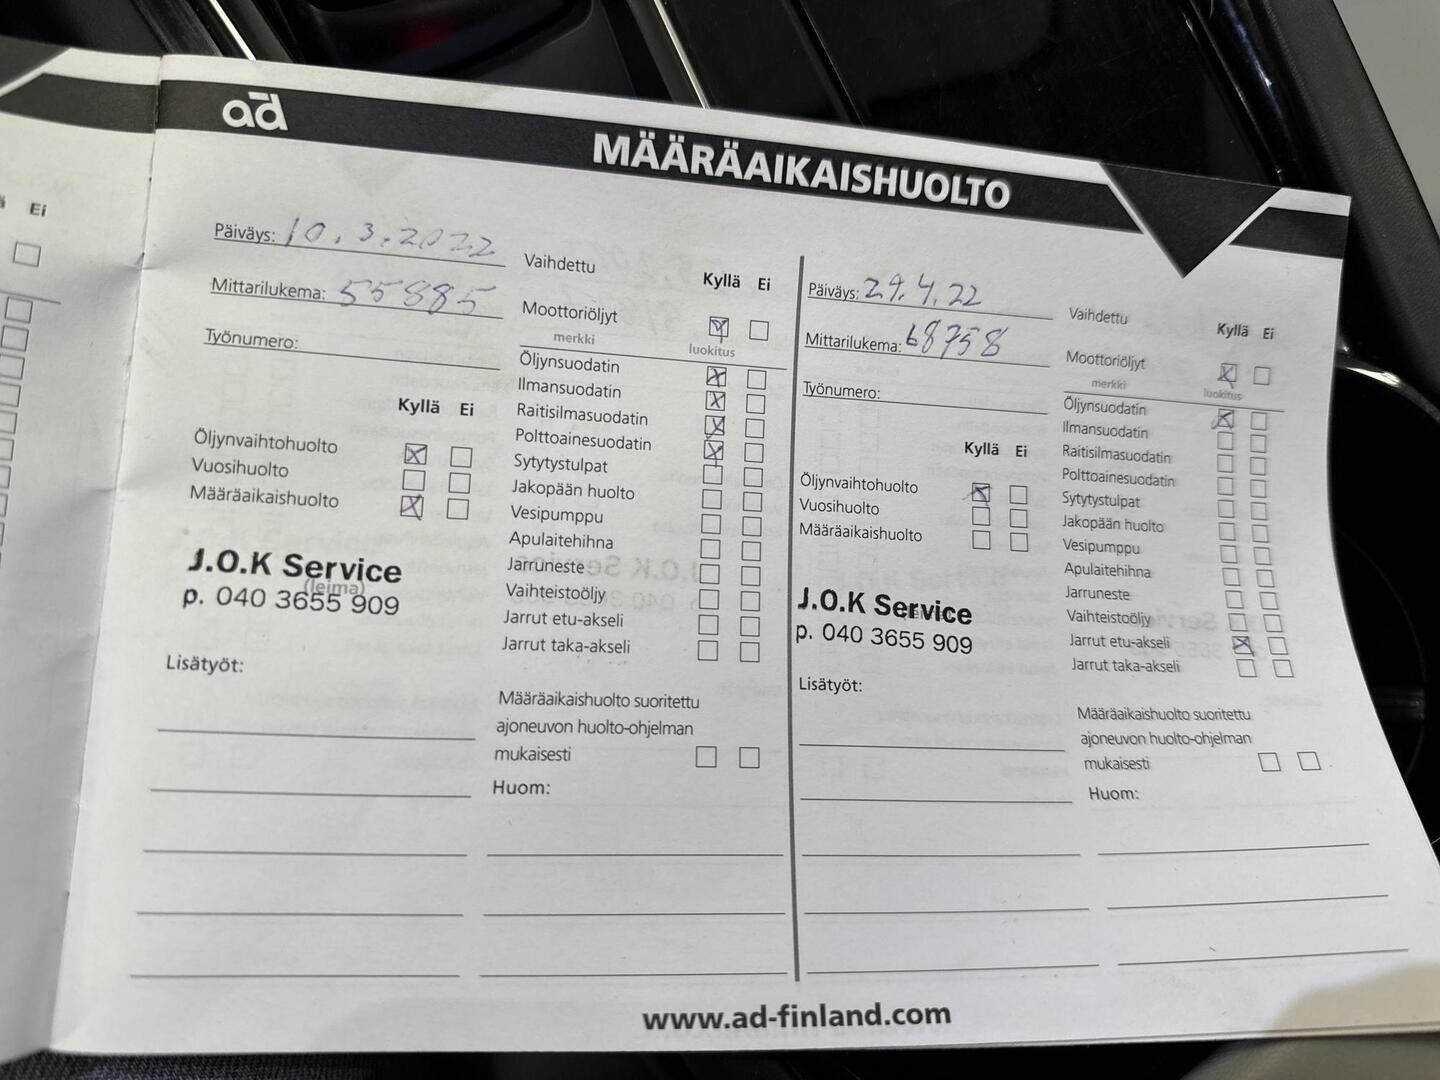 Ei
ad
MÄÄRÄAIKAISHUOLTO
Päiväys: 10.3.2022
Mittarilukema: 55885
Työnumero:
Kyllä Ei
Öljynvaihtohuolto
Vuosihuolto
Määräaikaishuolto
J.O.K Service
(leima)
p. 040 3655 909
Lisätyöt:
Vaihdettu
Kyllä Ei
Moottoriöljyt
merkki luokitus
Öljynsuodatin
Ilmansuodatin
Raitisilmasuodatin
Polttoainesuodatin
Sytytystulpat
Jakopään huolto
Vesipumppu
Apulaitehihna
Jarruneste
Vaihteistoöljy
Jarrut etu-akseli
Jarrut taka-akseli
Määräaikaishuolto suoritettu
ajoneuvon huolto-ohjelman
mukaisesti
Huom:
Päiväys: 29.4.22
Mittarilukema: 68758
Työnumero:
Kyllä Ei
Öljynvaihtohuolto
Vuosihuolto
Määräaikaishuolto
J.O.K Service
p. 040 3655 909
Lisätyöt:
Vaihdettu
Kyllä Ei
Moottoriöljyt
merkki luokitus
Öljynsuodatin
Ilmansuodatin
Raitisilmasuodatin
Polttoainesuodatin
Sytytystulpat
Jakopään huolto
Vesipumppu
Apulaitehihna
Jarruneste
Vaihteistoöljy
Jarrut etu-akseli
Jarrut taka-akseli
Määräaikaishuolto suoritettu
ajoneuvon huolto-ohjelman
mukaisesti
Huom:
www.ad-finland.com